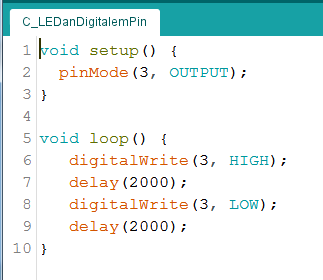 C_LEDanDigitalemPin
1 void setup() {
2   pinMode(3, OUTPUT);
3 }
4
5 void loop() {
6    digitalWrite(3, HIGH);
7    delay(2000);
8    digitalWrite(3, LOW);
9    delay(2000);
10 }